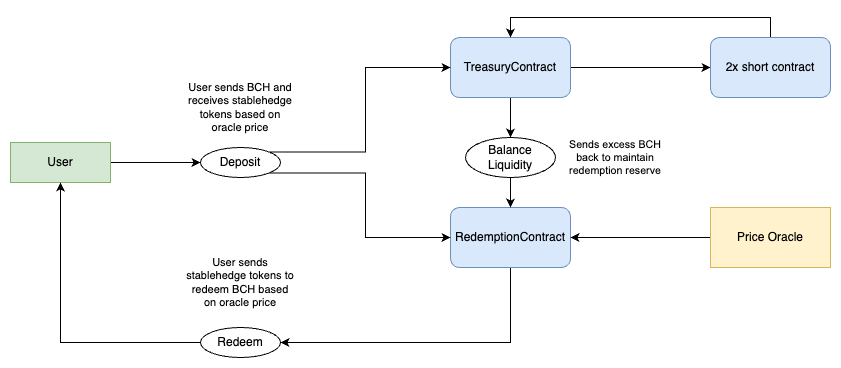 TreasuryContract
2x short contract
User sends BCH and
receives stablehedge
tokens based on
oracle price
User
Deposit
Balance
Liquidity
Sends excess BCH
back to maintain
redemption reserve
RedemptionContract
Price Oracle
User sends
stablehedge tokens to
redeem BCH based
on oracle price
Redeem